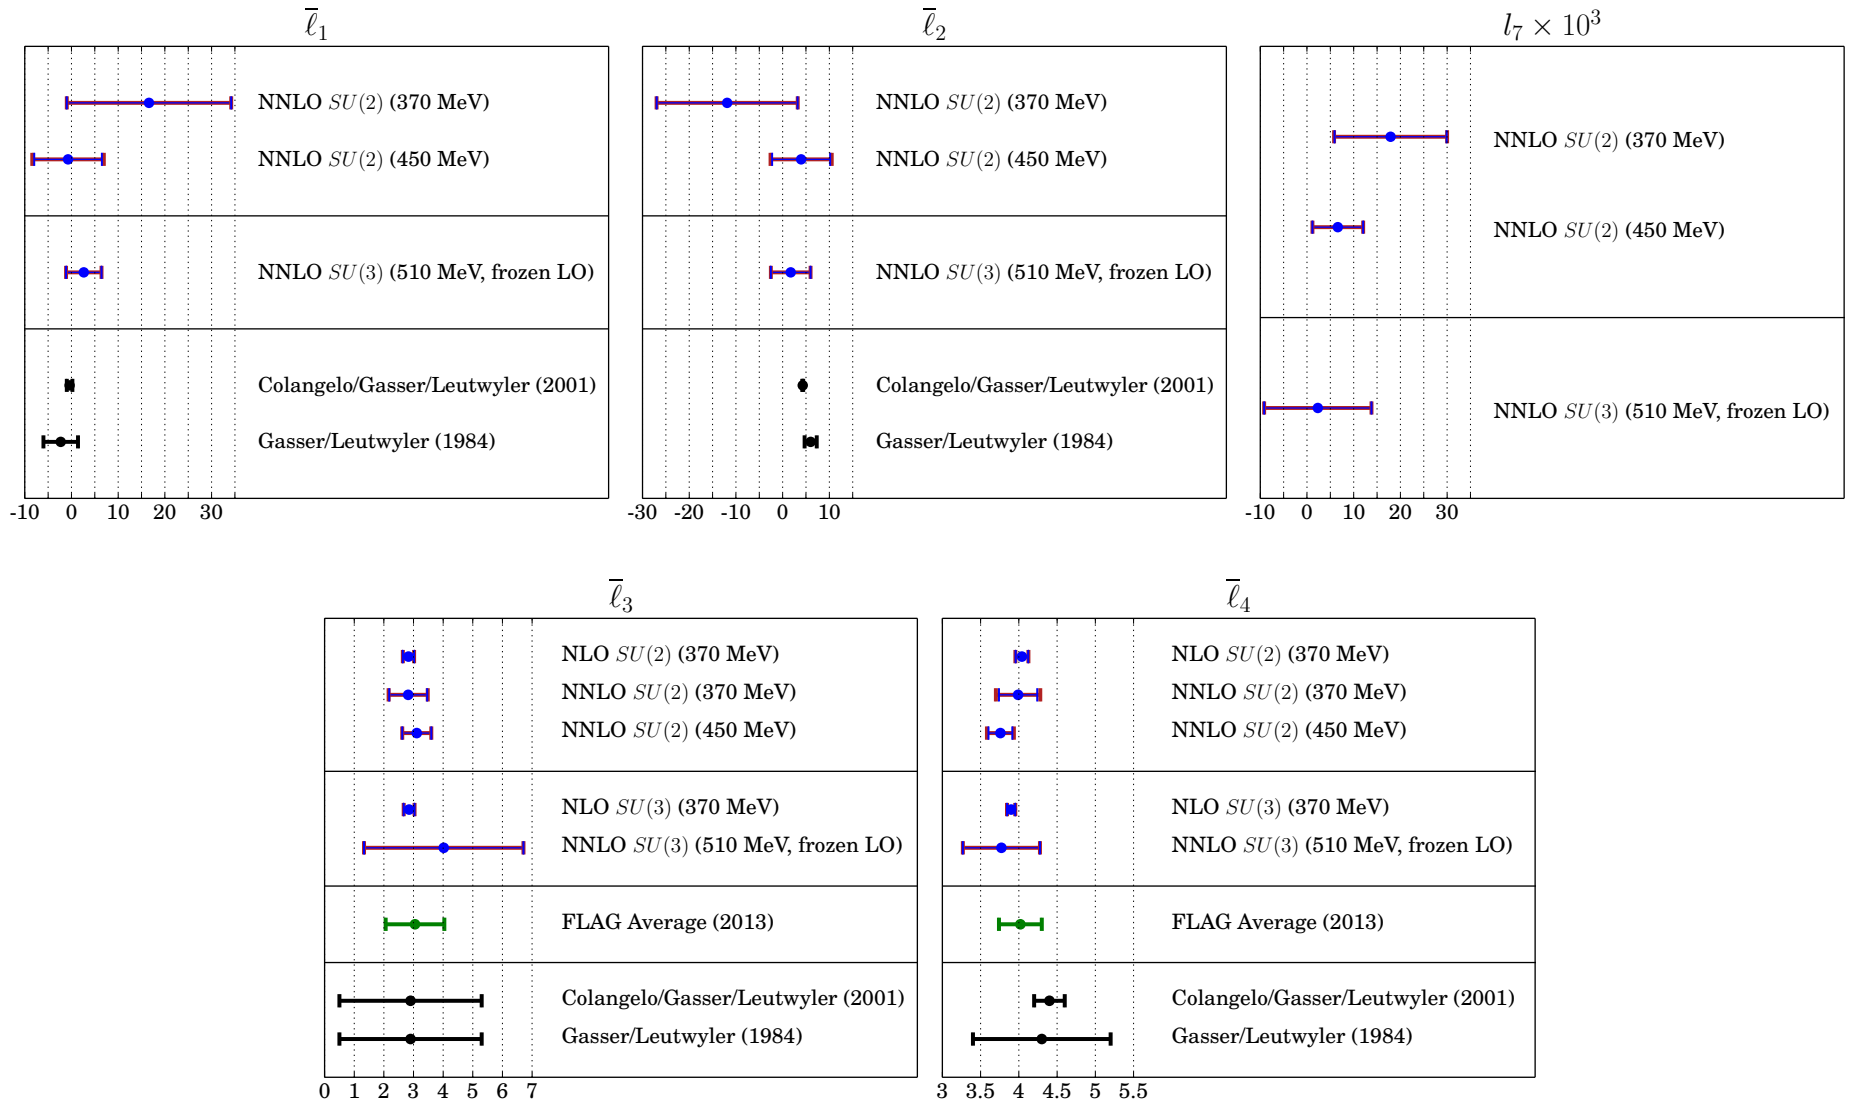 ℓ̅₁
NNLO SU(2) (370 MeV)
NNLO SU(2) (450 MeV)
NNLO SU(3) (510 MeV, frozen LO)
Colangelo/Gasser/Leutwyler (2001)
Gasser/Leutwyler (1984)
-10 0 10 20 30
ℓ̅₂
NNLO SU(2) (370 MeV)
NNLO SU(2) (450 MeV)
NNLO SU(3) (510 MeV, frozen LO)
Colangelo/Gasser/Leutwyler (2001)
Gasser/Leutwyler (1984)
-30 -20 -10 0 10
l₇ × 10³
NNLO SU(2) (370 MeV)
NNLO SU(2) (450 MeV)
NNLO SU(3) (510 MeV, frozen LO)
-10 0 10 20 30
ℓ̅₃
NLO SU(2) (370 MeV)
NNLO SU(2) (370 MeV)
NNLO SU(2) (450 MeV)
NLO SU(3) (370 MeV)
NNLO SU(3) (510 MeV, frozen LO)
FLAG Average (2013)
Colangelo/Gasser/Leutwyler (2001)
Gasser/Leutwyler (1984)
0 1 2 3 4 5 6 7
ℓ̅₄
NLO SU(2) (370 MeV)
NNLO SU(2) (370 MeV)
NNLO SU(2) (450 MeV)
NLO SU(3) (370 MeV)
NNLO SU(3) (510 MeV, frozen LO)
FLAG Average (2013)
Colangelo/Gasser/Leutwyler (2001)
Gasser/Leutwyler (1984)
3 3.5 4 4.5 5 5.5